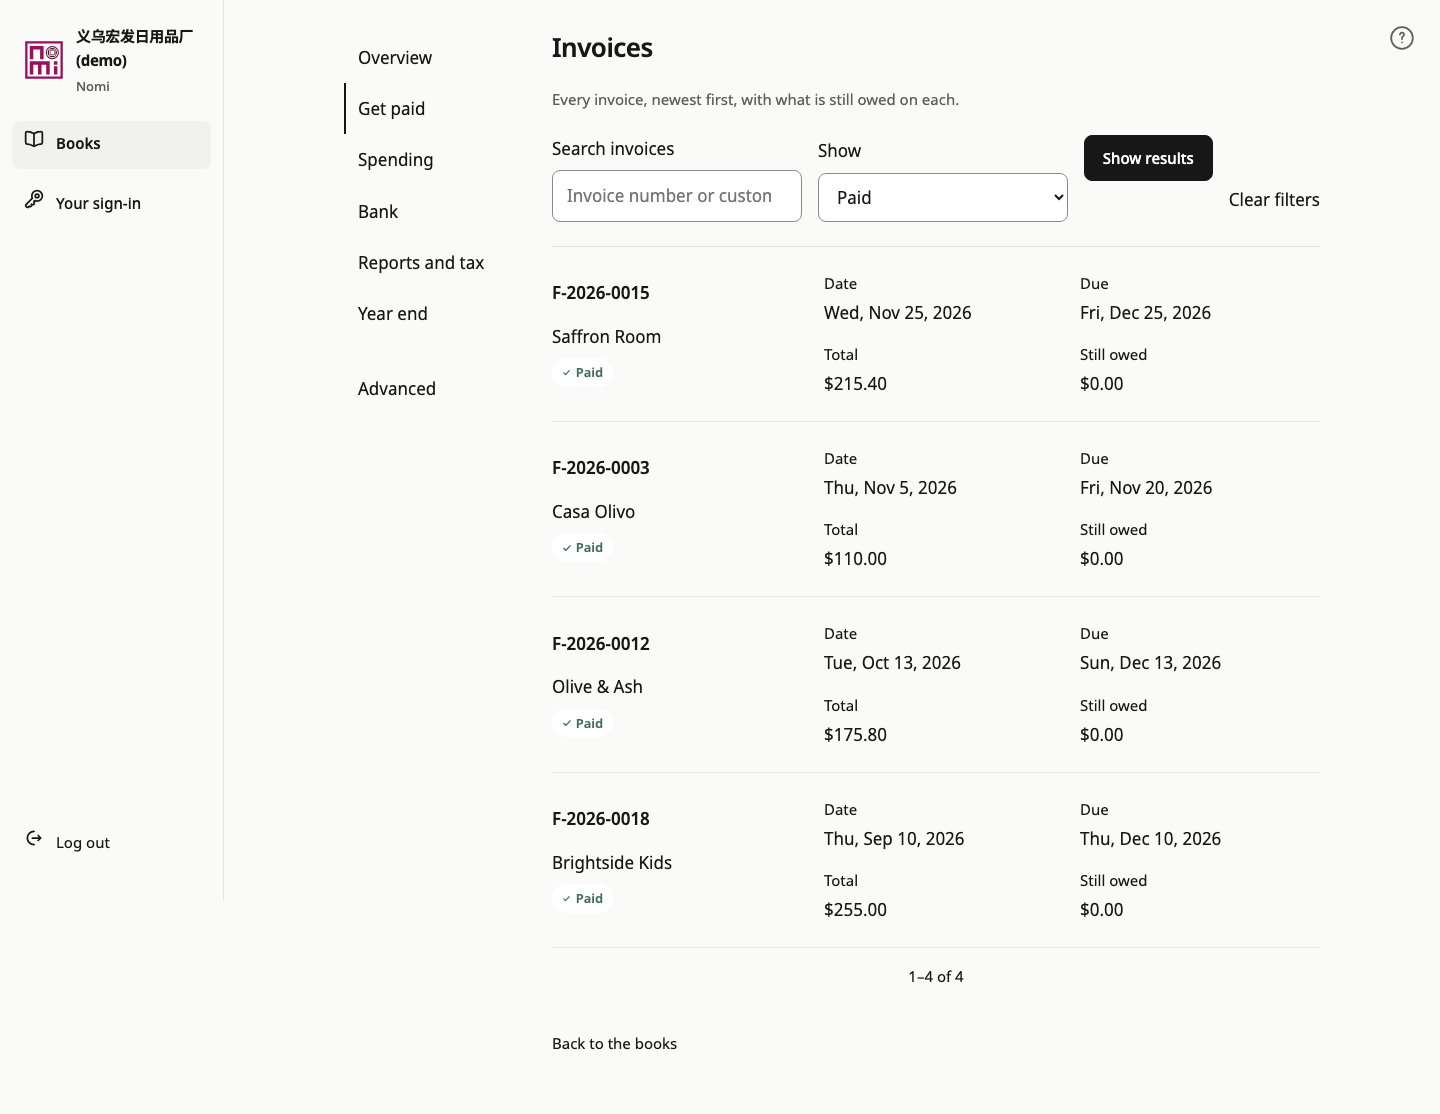 义乌宏发日用品厂
(demo)
Nomi
Books
Your sign-in
Log out
Overview
Get paid
Spending
Bank
Reports and tax
Year end
Advanced
Invoices
Every invoice, newest first, with what is still owed on each.
Search invoices
Invoice number or custon
Show
Paid
Show results
Clear filters
F-2026-0015
Saffron Room
Paid
Date
Wed, Nov 25, 2026
Due
Fri, Dec 25, 2026
Total
$215.40
Still owed
$0.00
F-2026-0003
Casa Olivo
Paid
Date
Thu, Nov 5, 2026
Due
Fri, Nov 20, 2026
Total
$110.00
Still owed
$0.00
F-2026-0012
Olive & Ash
Paid
Date
Tue, Oct 13, 2026
Due
Sun, Dec 13, 2026
Total
$175.80
Still owed
$0.00
F-2026-0018
Brightside Kids
Paid
Date
Thu, Sep 10, 2026
Due
Thu, Dec 10, 2026
Total
$255.00
Still owed
$0.00
1–4 of 4
Back to the books